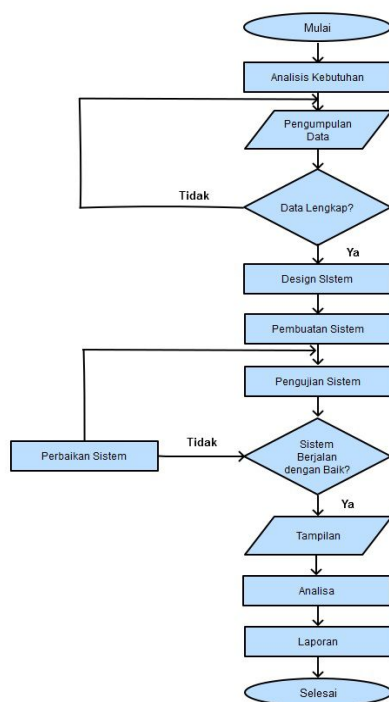 Mulai
Analisis Kebutuhan
Pengumpulan
Data
Tidak
Data Lengkap?
Ya
Design SIstem
Pembuatan Sistem
Pengujian Sistem
Perbaikan Sistem
Tidak
Sistem
Berjalan
dengan Baik?
Ya
Tampilan
Analisa
Laporan
Selesai